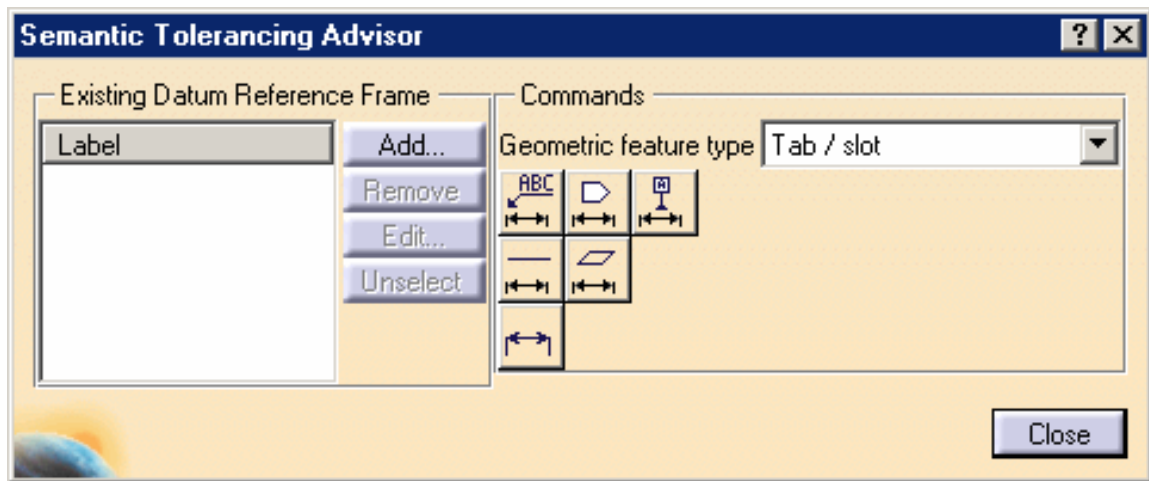 Semantic Tolerancing Advisor
?
Existing Datum Reference Frame
Label
Add...
Remove
Edit...
Unselect
Commands
Geometric feature type Tab / slot
ABC
A
Close